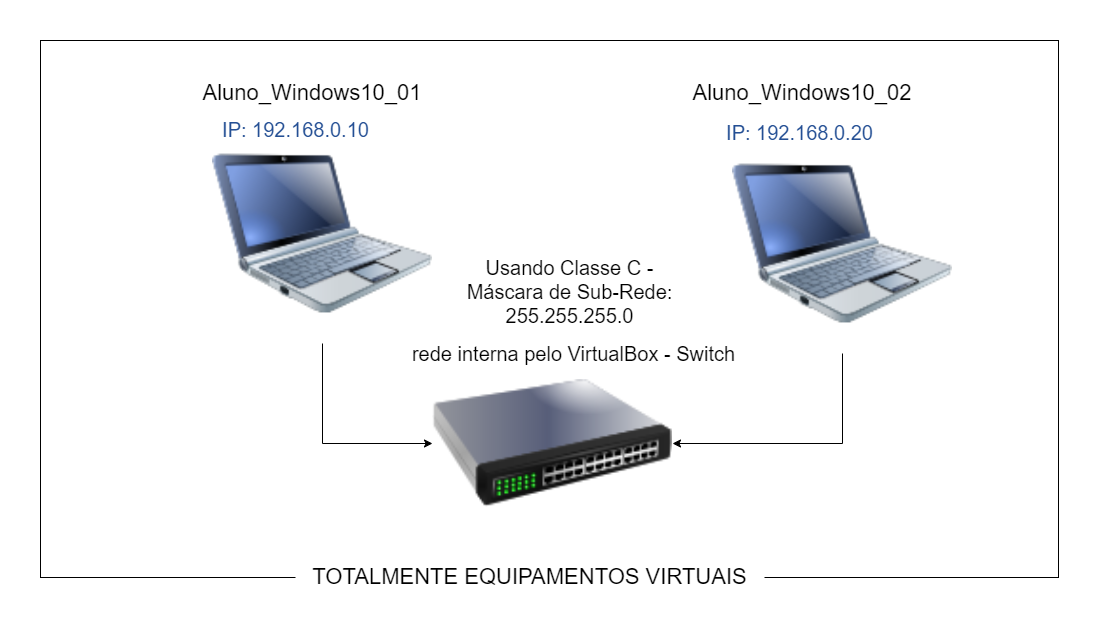 Aluno_Windows10_01
IP: 192.168.0.10
Aluno_Windows10_02
IP: 192.168.0.20
Usando Classe C -
Máscara de Sub-Rede:
255.255.255.0
rede interna pelo VirtualBox - Switch
TOTALMENTE EQUIPAMENTOS VIRTUAIS